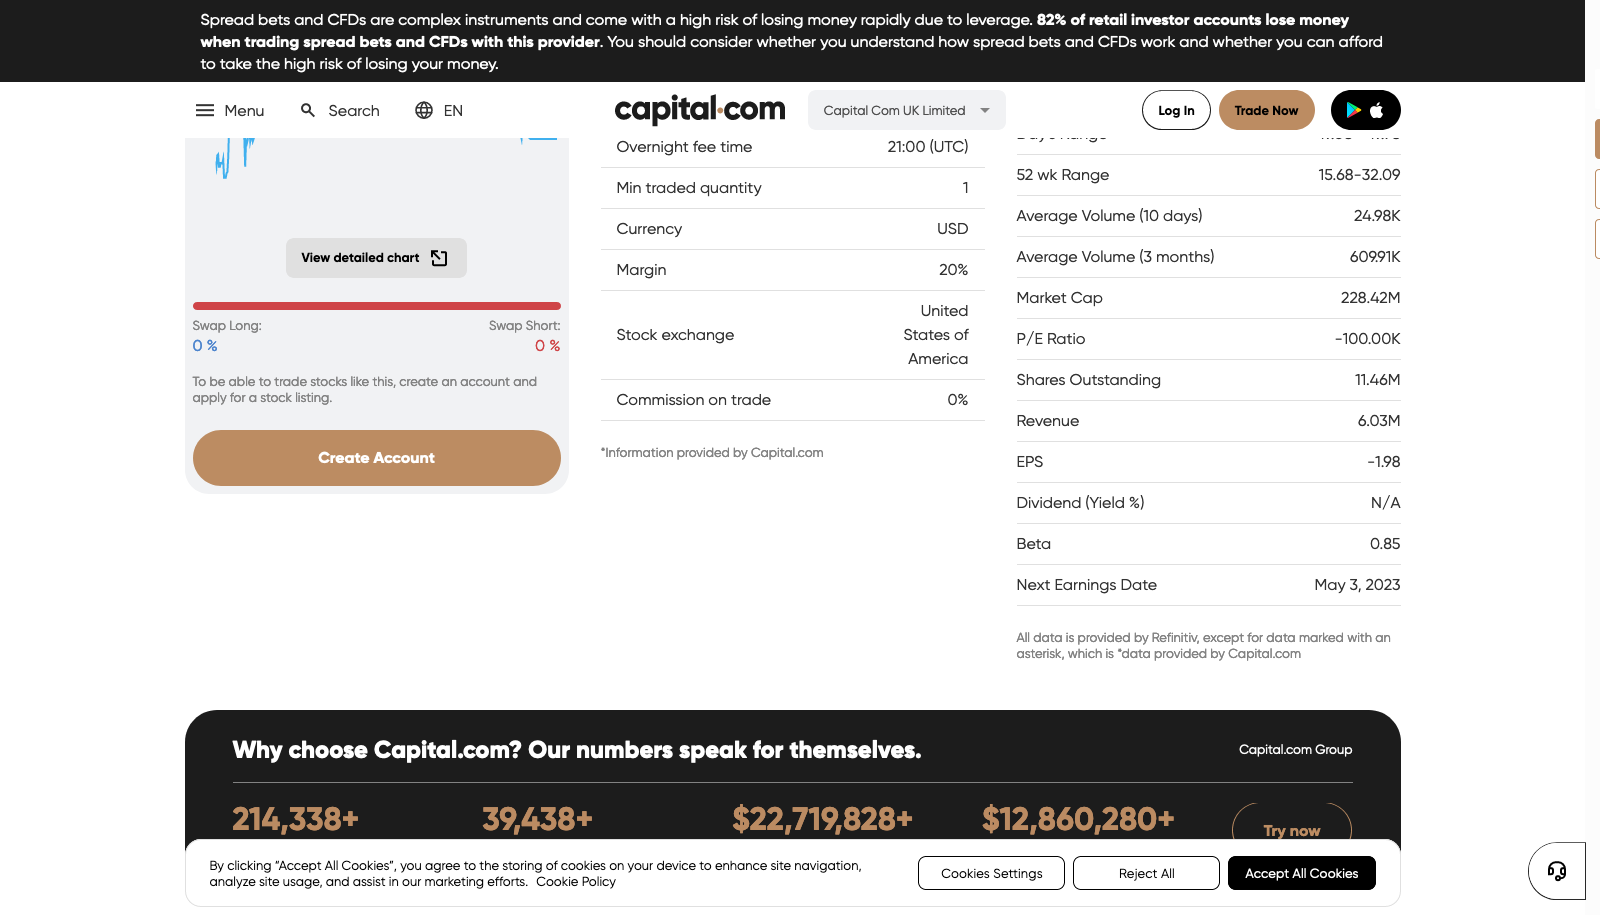 Spread bets and CFDs are complex instruments and come with a high risk of losing money rapidly due to leverage. 82% of retail investor accounts lose money
when trading spread bets and CFDs with this provider. You should consider whether you understand how spread bets and CFDs work and whether you can afford
to take the high risk of losing your money.
Menu Search EN capital.com Capital Com UK Limited Log In Trade Now
View detailed chart
Swap Long: Swap Short:
0 % 0 %
To be able to trade stocks like this, create an account and
apply for a stock listing.
Create Account
Overnight fee time 21:00 (UTC)
Min traded quantity 1
Currency USD
Margin 20%
Stock exchange United
States of
America
Commission on trade 0%
*Information provided by Capital.com
52 wk Range 15.68-32.09
Average Volume (10 days) 24.98K
Average Volume (3 months) 609.91K
Market Cap 228.42M
P/E Ratio -100.00K
Shares Outstanding 11.46M
Revenue 6.03M
EPS -1.98
Dividend (Yield %) N/A
Beta 0.85
Next Earnings Date May 3, 2023
All data is provided by Refinitiv, except for data marked with an
asterisk, which is *data provided by Capital.com
Why choose Capital.com? Our numbers speak for themselves. Capital.com Group
214,338+ 39,438+ $22,719,828+ $12,860,280+ Try now
By clicking “Accept All Cookies”, you agree to the storing of cookies on your device to enhance site navigation,
analyze site usage, and assist in our marketing efforts. Cookie Policy
Cookies Settings Reject All Accept All Cookies